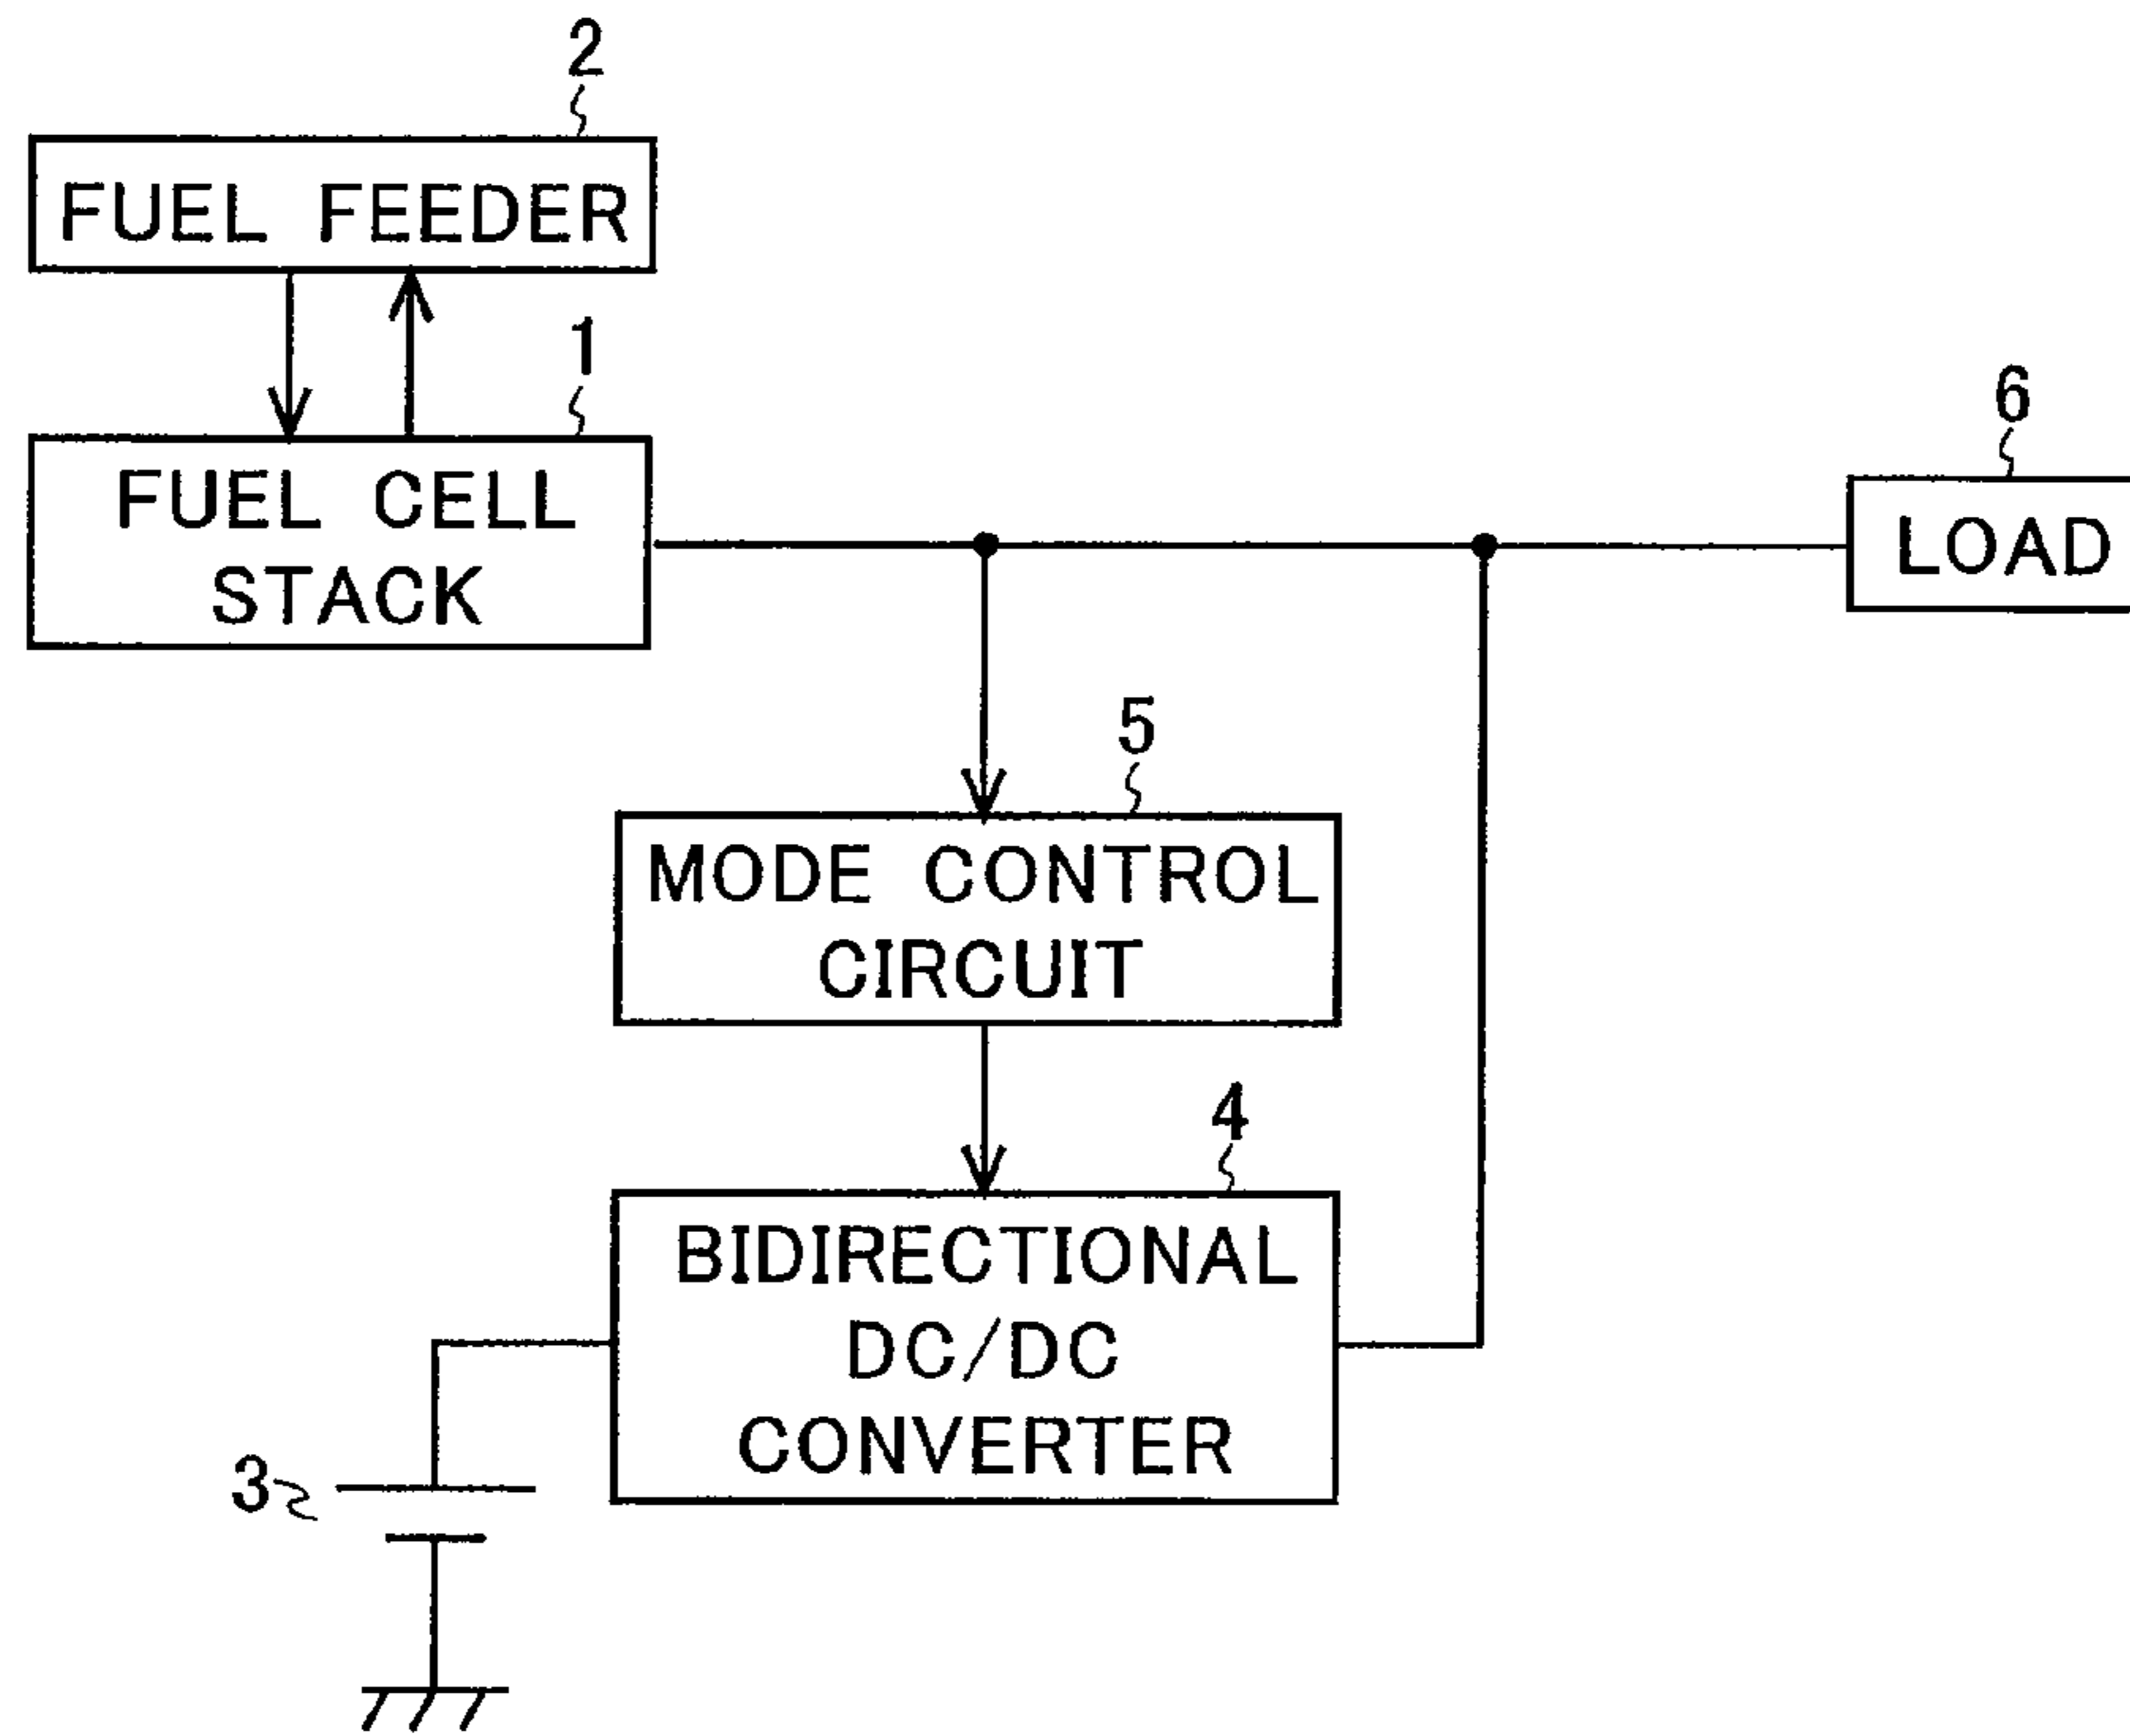 2
FUEL FEEDER
1
FUEL CELL
STACK
6
LOAD
5
MODE CONTROL
CIRCUIT
4
BIDIRECTIONAL
DC/DC
CONVERTER
3